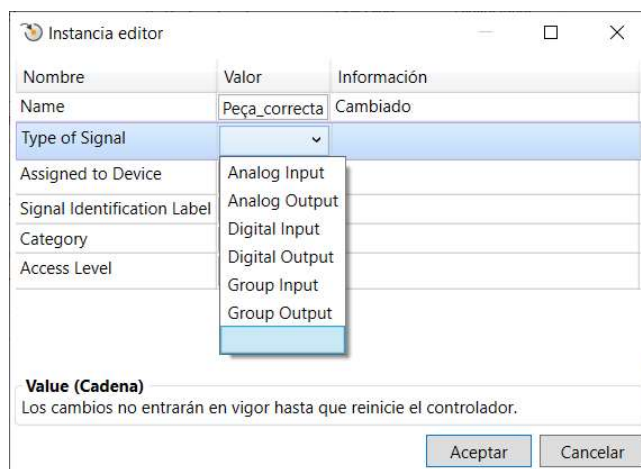 Instancia editor
Nombre Valor Información
Name Peça_correcta Cambiado
Type of Signal
Assigned to Device
Signal Identification Label
Category
Access Level
Analog Input
Analog Output
Digital Input
Digital Output
Group Input
Group Output
Value (Cadena)
Los cambios no entrarán en vigor hasta que reinicie el controlador.
Aceptar Cancelar